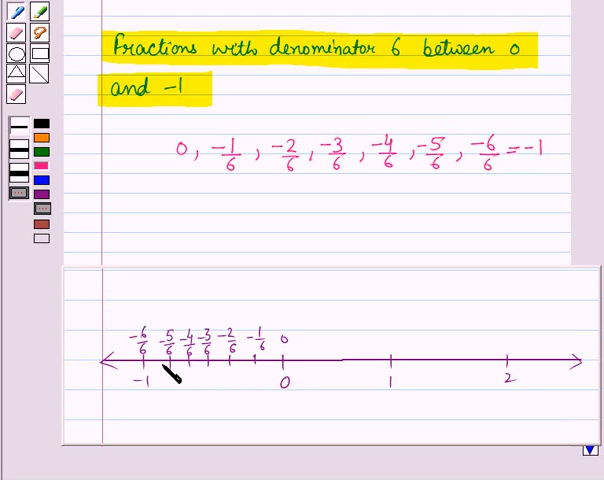 Fractions with denominator 6 between 0
and -1
0, -1/6, -2/6, -3/6, -4/6, -5/6, -6/6 = -1
-6/6 -5/6 -4/6 -3/6 -2/6 -1/6 0
-1 0 1 2